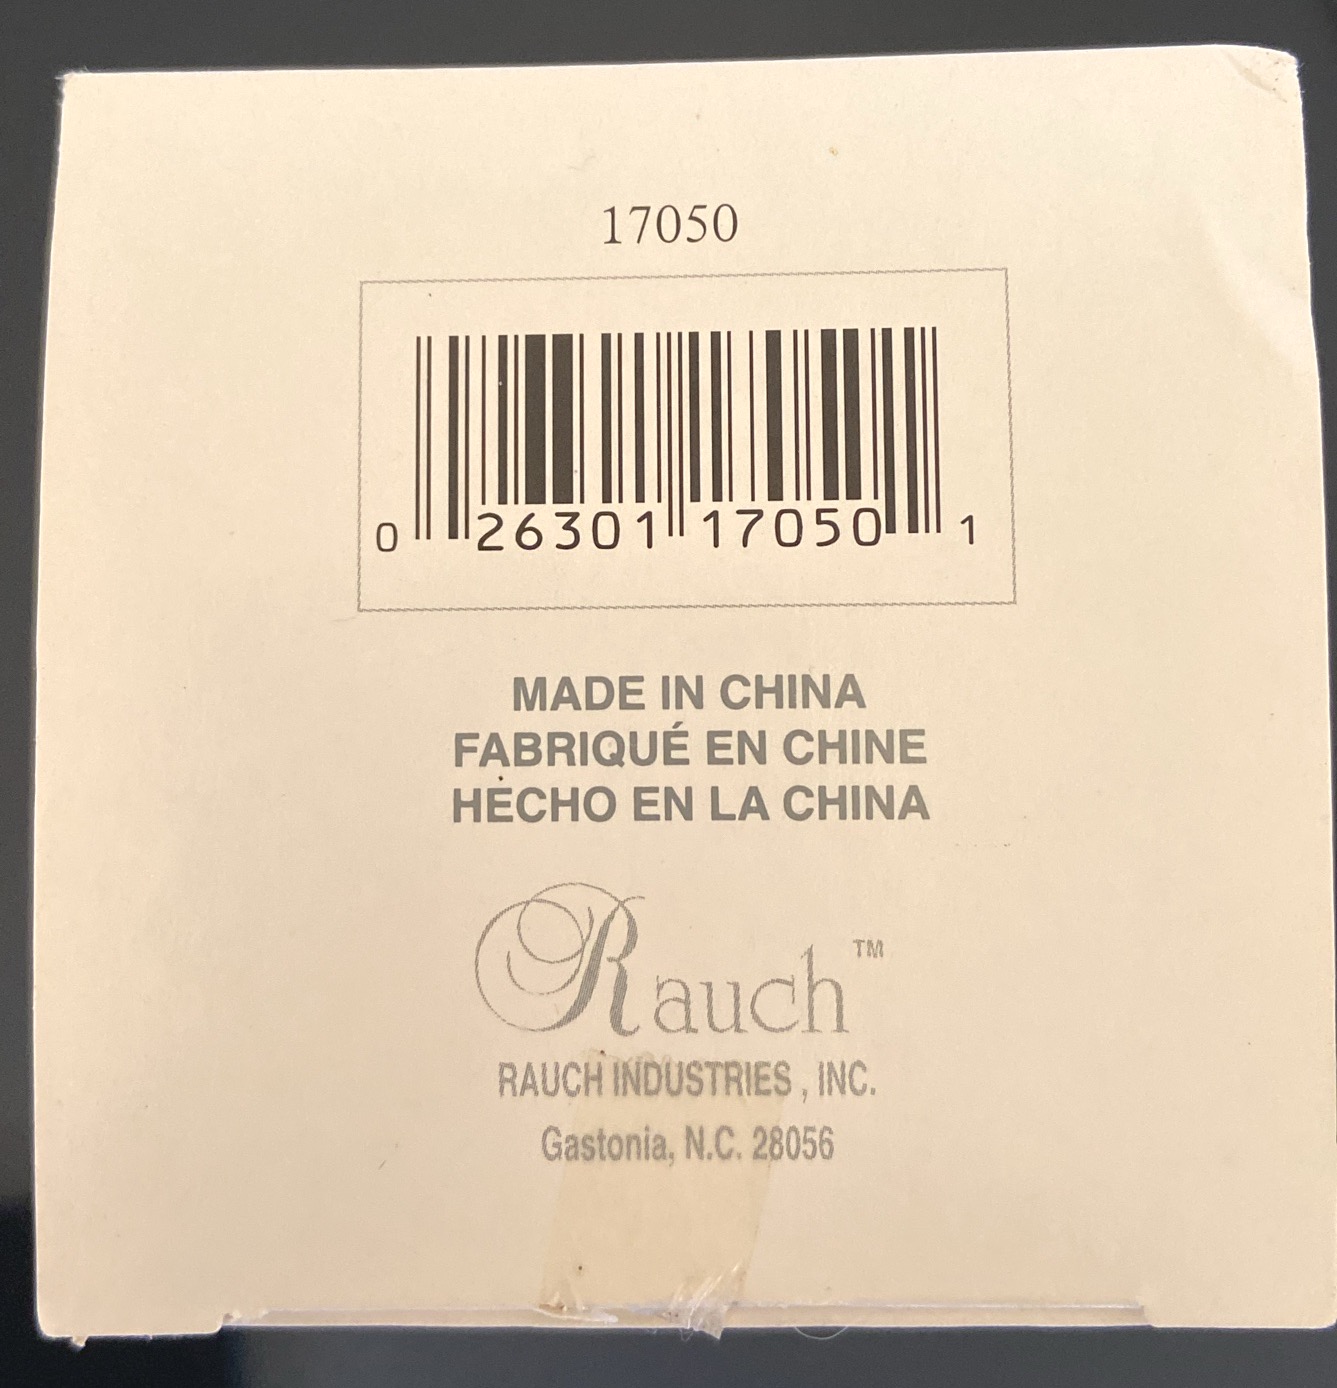 17050
0 26301 17050 1
MADE IN CHINA
FABRIQUÉ EN CHINE
HECHO EN LA CHINA
Rauch™
RAUCH INDUSTRIES, INC.
Gastonia, N.C. 28056